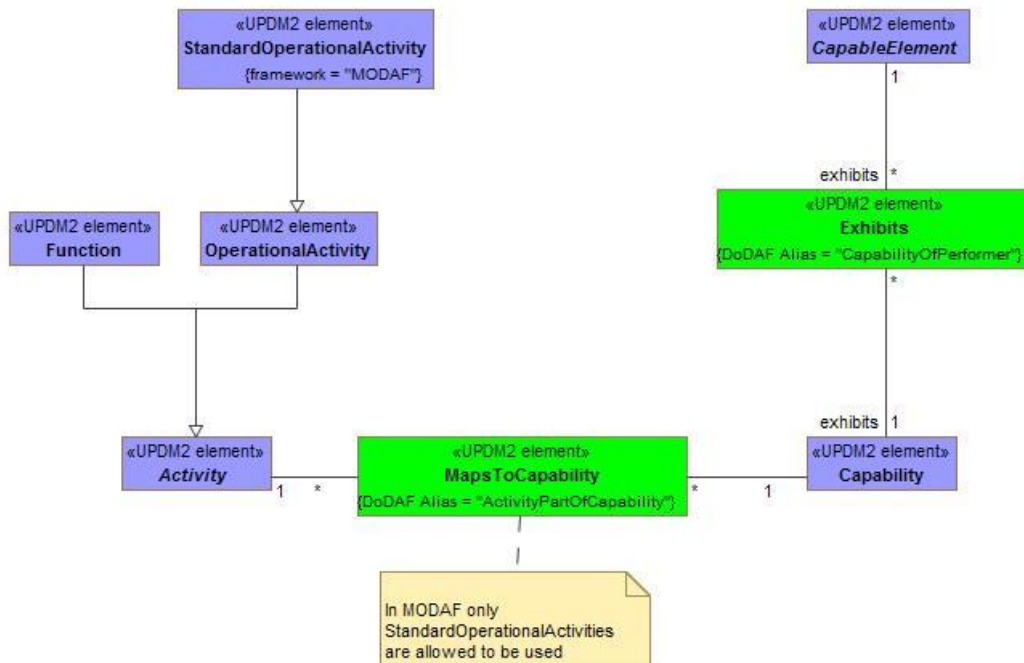 «UPDM2 element»
StandardOperationalActivity
{framework = "MODAF"}
«UPDM2 element»
CapableElement
1
exhibits *
«UPDM2 element»
Exhibits
{DoDAF Alias = "CapabilityOfPerformer"}
*
«UPDM2 element»
Function
«UPDM2 element»
OperationalActivity
exhibits 1
«UPDM2 element»
Activity
1 *
«UPDM2 element»
MapsToCapability
{DoDAF Alias = "ActivityPartOfCapability"}
* 1
«UPDM2 element»
Capability
In MODAF only
StandardOperationalActivities
are allowed to be used